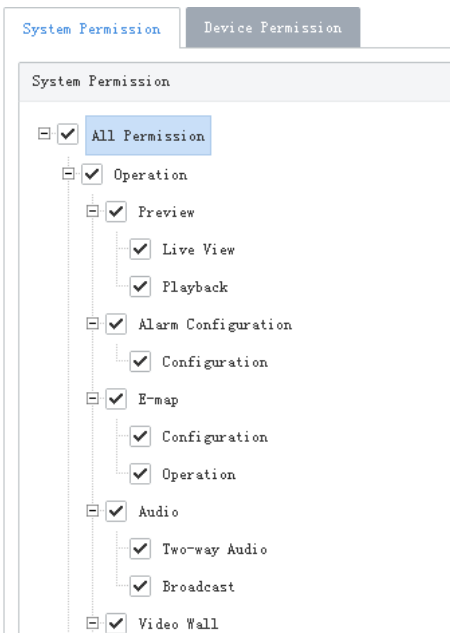 System Permission Device Permission
System Permission
All Permission
Operation
Preview
Live View
Playback
Alarm Configuration
Configuration
E-map
Configuration
Operation
Audio
Two-way Audio
Broadcast
Video Wall